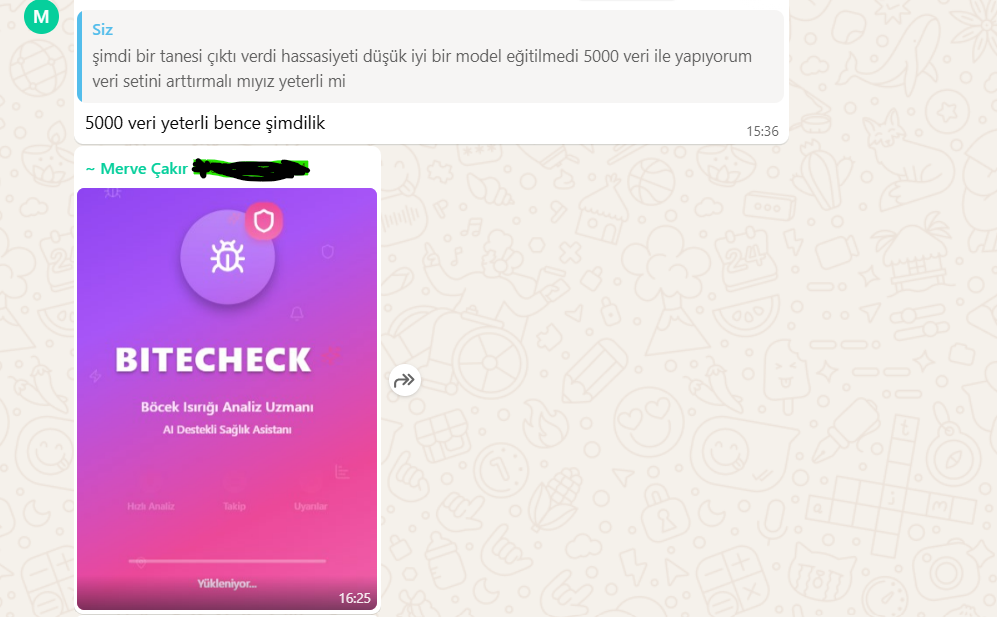 M
Siz
şimdi bir tanesi çıktı verdi hassasiyeti düşük iyi bir model eğitilmedi 5000 veri ile yapıyorum
veri setini arttırmalı mıyız yeterli mi
5000 veri yeterli bence şimdilik
15:36
~ Merve Çakır
BITECHECK
Böcek Isırığı Analiz Uzmanı
AI Destekli Sağlık Asistanı
Hızlı Analiz Takip Uyarılar
Yükleniyor...
16:25